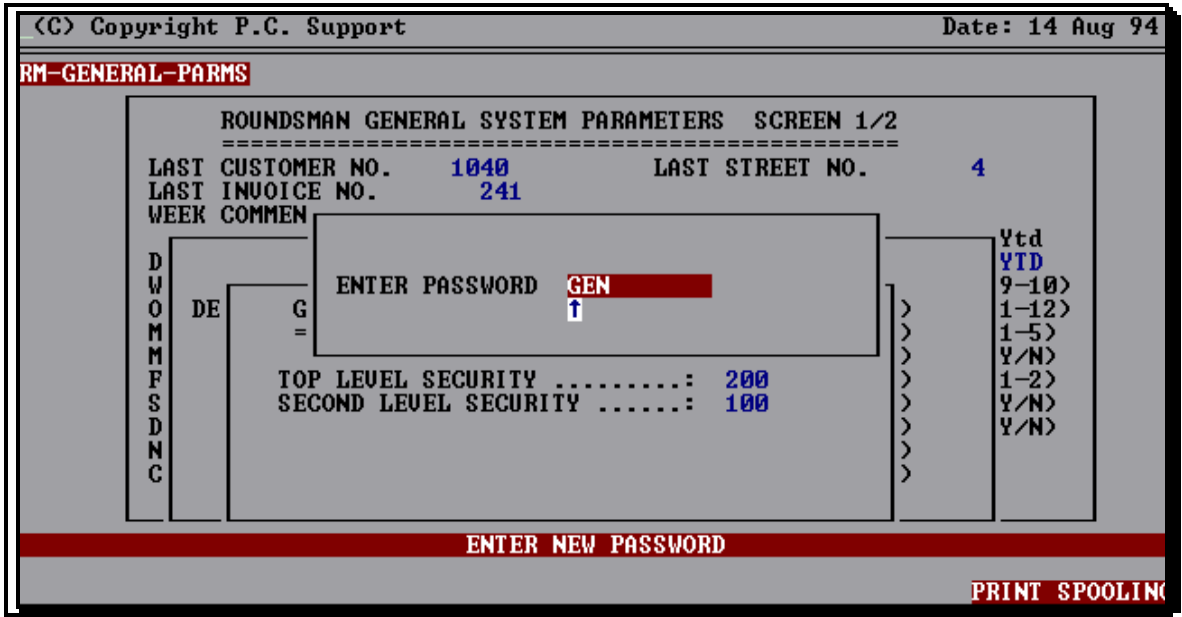 (C) Copyright P.C. Support Date: 14 Aug 94
RM-GENERAL-PARMS
ROUNDSMAN GENERAL SYSTEM PARAMETERS SCREEN 1/2
===============================================
LAST CUSTOMER NO. 1040 LAST STREET NO. 4
LAST INVOICE NO. 241
WEEK COMMEN
Ytd
D YTD
W ENTER PASSWORD GEN 9-10)
O DE G ↑ ) 1-12)
M = ) 1-5)
M ) Y/N)
F TOP LEVEL SECURITY .........: 200 ) 1-2)
S SECOND LEVEL SECURITY ......: 100 ) Y/N)
D ) Y/N)
N )
C )
ENTER NEW PASSWORD
PRINT SPOOLING